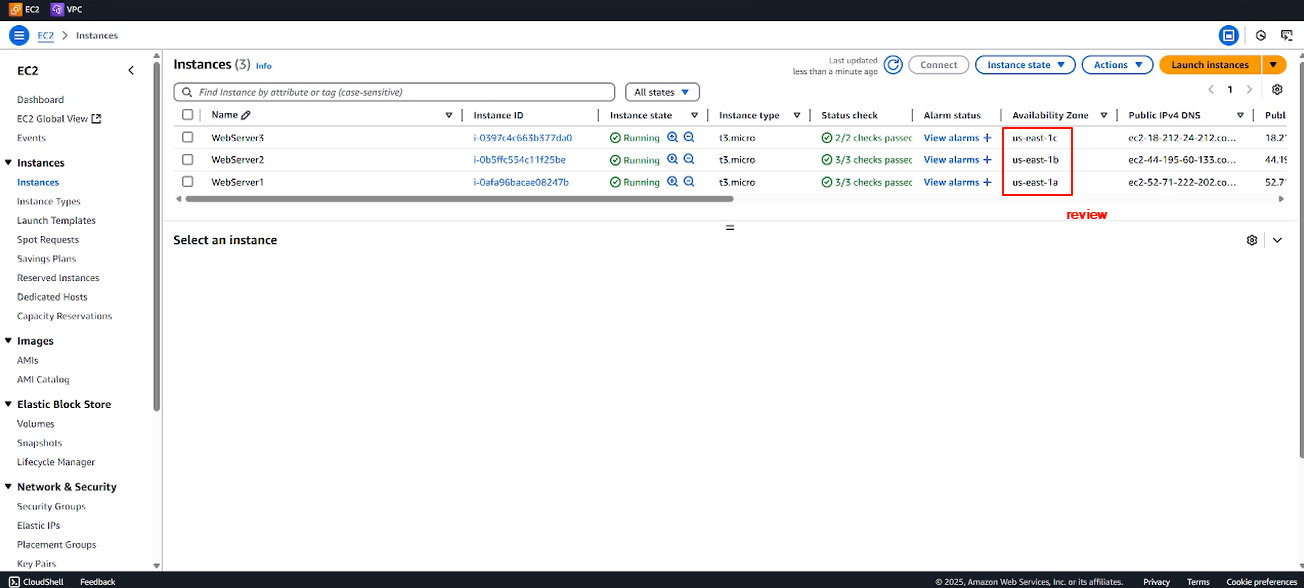 EC2 VPC
EC2 > Instances
EC2
Dashboard
EC2 Global View
Events
Instances
Instances
Instance Types
Launch Templates
Spot Requests
Savings Plans
Reserved Instances
Dedicated Hosts
Capacity Reservations
Images
AMIs
AMI Catalog
Elastic Block Store
Volumes
Snapshots
Lifecycle Manager
Network & Security
Security Groups
Elastic IPs
Placement Groups
Key Pairs
Instances (3) Info
Last updated
less than a minute ago
Connect Instance state Actions Launch instances
Find Instance by attribute or tag (case-sensitive) All states 1
Name Instance ID Instance state Instance type Status check Alarm status Availability Zone Public IPv4 DNS Publ
WebServer3 i-0397c4c663b377da0 Running t3.micro 2/2 checks passed View alarms + us-east-1c ec2-18-212-24-212.co... 18.2
WebServer2 i-0b5ffc554c11f25be Running t3.micro 3/3 checks passed View alarms + us-east-1b ec2-44-195-60-133.co... 44.19
WebServer1 i-0afa96bacae08247b Running t3.micro 3/3 checks passed View alarms + us-east-1a ec2-52-71-222-202.co... 52.7
review
Select an instance
CloudShell Feedback © 2025, Amazon Web Services, Inc. or its affiliates. Privacy Terms Cookie preferences